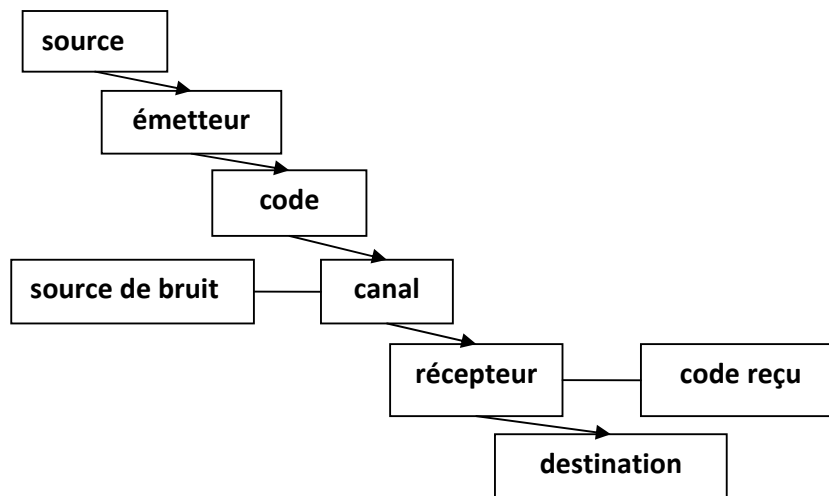 source
émetteur
code
source de bruit
canal
récepteur
code reçu
destination